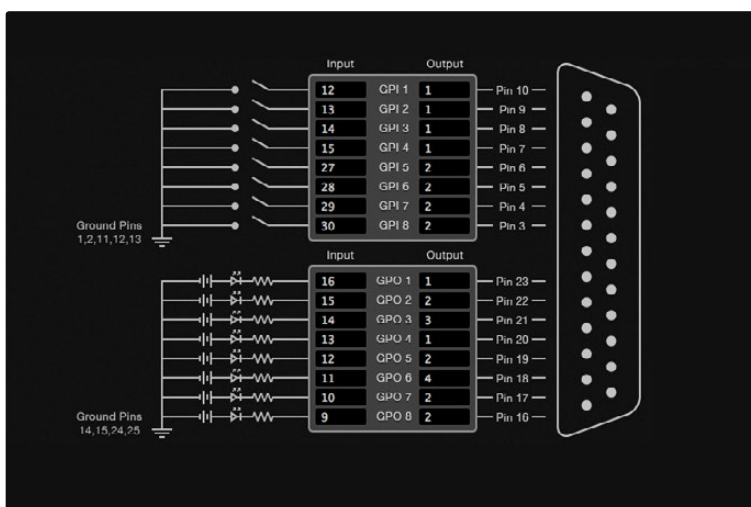 Input Output
12 GPI 1 1 Pin 10
13 GPI 2 1 Pin 9
14 GPI 3 1 Pin 8
15 GPI 4 1 Pin 7
27 GPI 5 2 Pin 6
28 GPI 6 2 Pin 5
29 GPI 7 2 Pin 4
30 GPI 8 2 Pin 3
Ground Pins
1,2,11,12,13
Input Output
16 GPO 1 1 Pin 23
15 GPO 2 2 Pin 22
14 GPO 3 3 Pin 21
13 GPO 4 1 Pin 20
12 GPO 5 2 Pin 19
11 GPO 6 4 Pin 18
10 GPO 7 2 Pin 17
9 GPO 8 2 Pin 16
Ground Pins
14,15,24,25